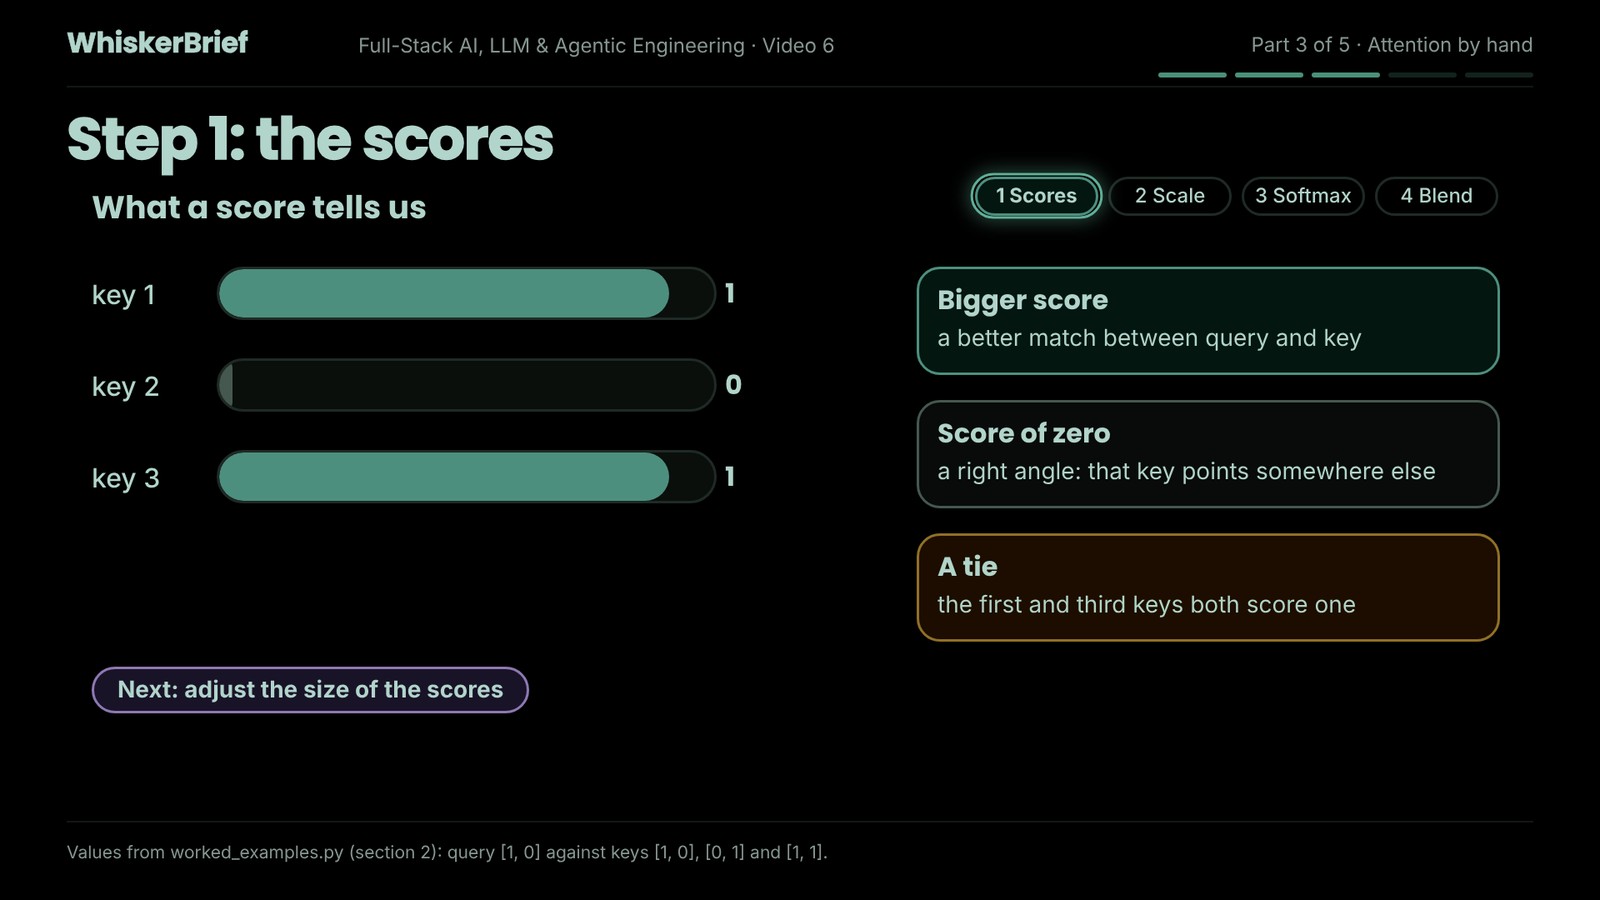 WhiskerBrief
Full-Stack AI, LLM & Agentic Engineering · Video 6
Part 3 of 5 · Attention by hand
Step 1: the scores
What a score tells us
1 Scores
2 Scale
3 Softmax
4 Blend
key 1
1
key 2
0
key 3
1
Bigger score
a better match between query and key
Score of zero
a right angle: that key points somewhere else
A tie
the first and third keys both score one
Next: adjust the size of the scores
Values from worked_examples.py (section 2): query [1, 0] against keys [1, 0], [0, 1] and [1, 1].